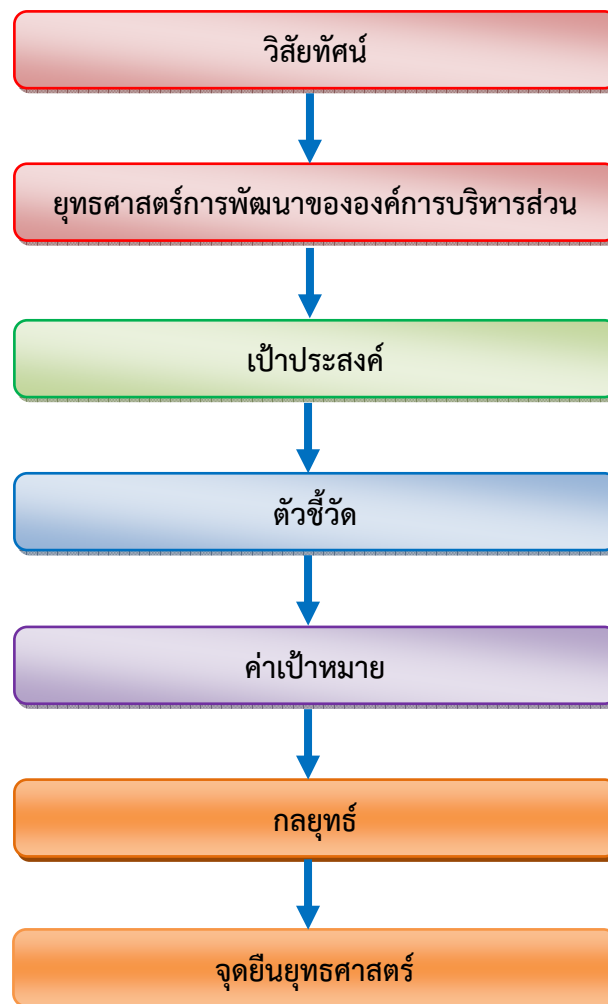 วิสัยทัศน์
ยุทธศาสตร์การพัฒนาขององค์การบริหารส่วน
เป้าประสงค์
ตัวชี้วัด
ค่าเป้าหมาย
กลยุทธ์
จุดยืนยุทธศาสตร์